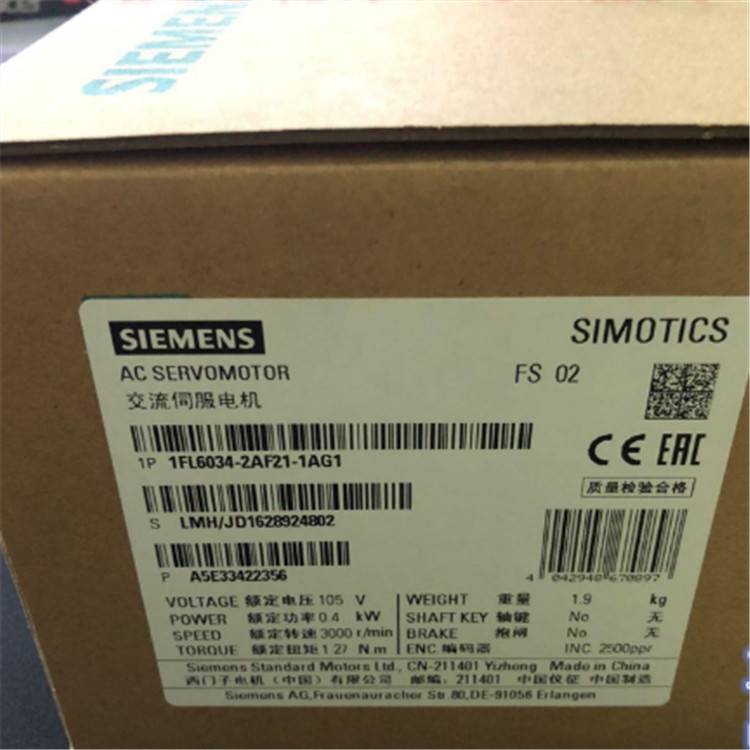 SIEMENS
SIEMENS
SIMOTICS
AC SERVOMOTOR
FS 02
交流伺服电机
1P 1FL6034-2AF21-1AG1
CE EAC
质量检验合格
S LMH/JD1628924802
P A5E33422356
4 042948 670897
VOLTAGE 额定电压 105 V
WEIGHT 重量 1.9 kg
POWER 额定功率 0.4 kW
SHAFT KEY 轴键 No 无
SPEED 额定转速 3000 r/min
BRAKE 抱闸 No 无
TORQUE 额定扭矩 1.27 N m
ENC. 编码器 INC. 2500ppr
Siemens Standard Motors Ltd., CN-211401 Yizheng Made in China
西门子电机（中国）有限公司 邮编: 211401 中国仪征 中国制造
Siemens AG, Frauenauracher Str. 80, DE-91056 Erlangen